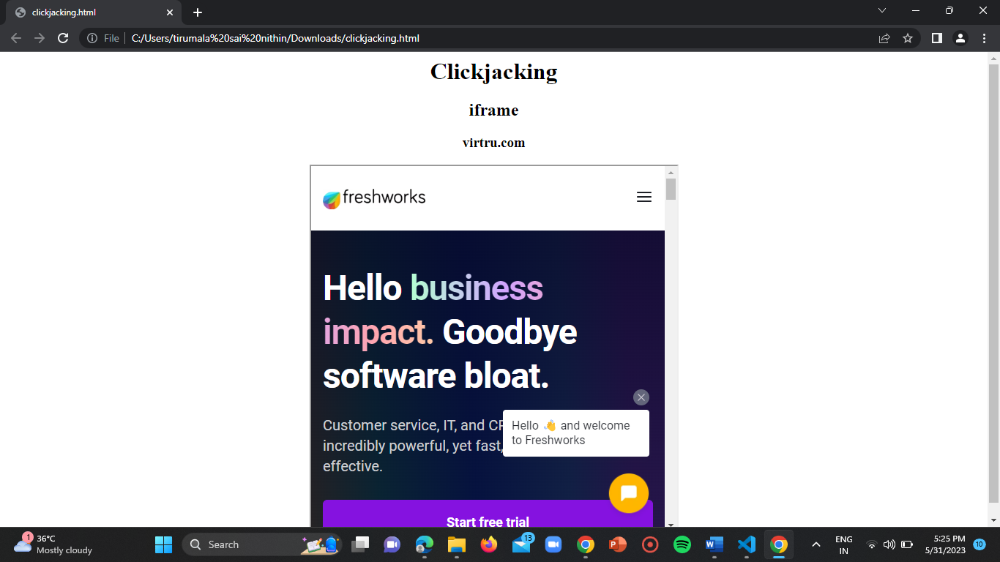 clickjacking.html
File
C:/Users/tirumala%20sai%20nithin/Downloads/clickjacking.html
Clickjacking
iframe
virtru.com
freshworks
Hello business
impact. Goodbye
software bloat.
Customer service, IT, and
incredibly powerful, yet fast,
effective.
Hello 👋 and welcome
to Freshworks
Start free trial
1
36°C
Mostly cloudy
Search
13
ENG
IN
5:25 PM
5/31/2023
10